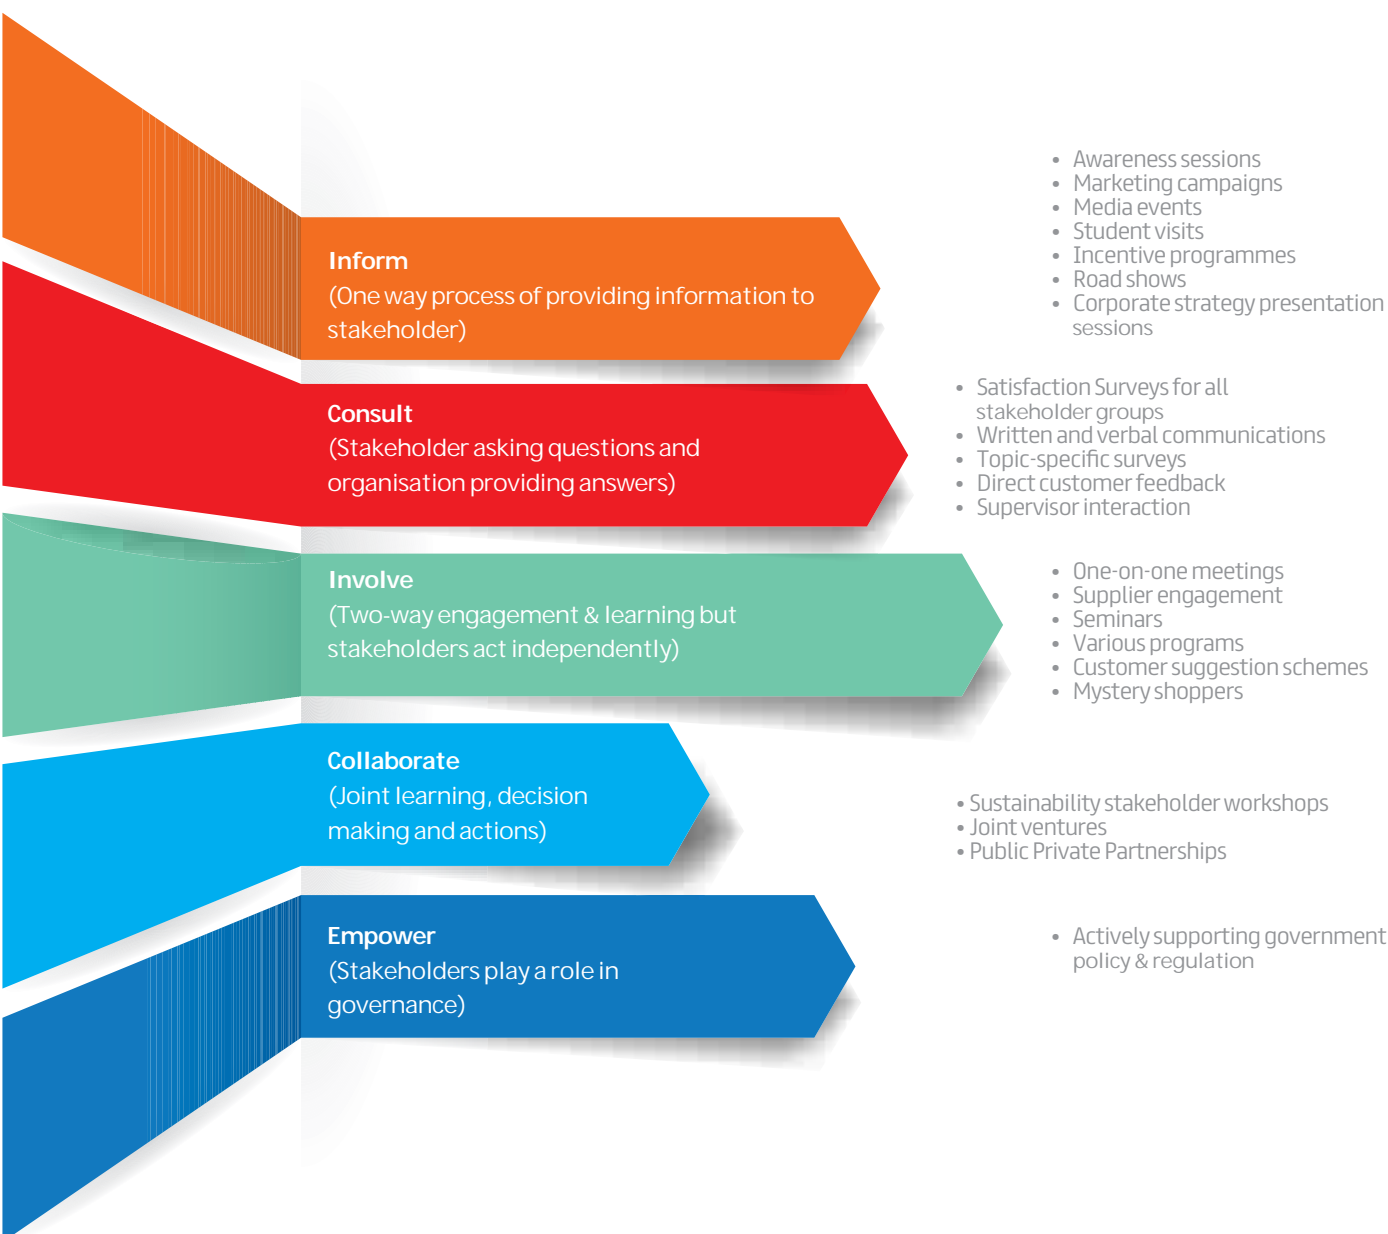 Inform
(One way process of providing information to
stakeholder)
• Awareness sessions
• Marketing campaigns
• Media events
• Student visits
• Incentive programmes
• Road shows
• Corporate strategy presentation
sessions
Consult
(Stakeholder asking questions and
organisation providing answers)
• Satisfaction Surveys for all
stakeholder groups
• Written and verbal communications
• Topic-specific surveys
• Direct customer feedback
• Supervisor interaction
Involve
(Two-way engagement & learning but
stakeholders act independently)
• One-on-one meetings
• Supplier engagement
• Seminars
• Various programs
• Customer suggestion schemes
• Mystery shoppers
Collaborate
(Joint learning, decision
making and actions)
• Sustainability stakeholder workshops
• Joint ventures
• Public Private Partnerships
Empower
(Stakeholders play a role in
governance)
• Actively supporting government
policy & regulation